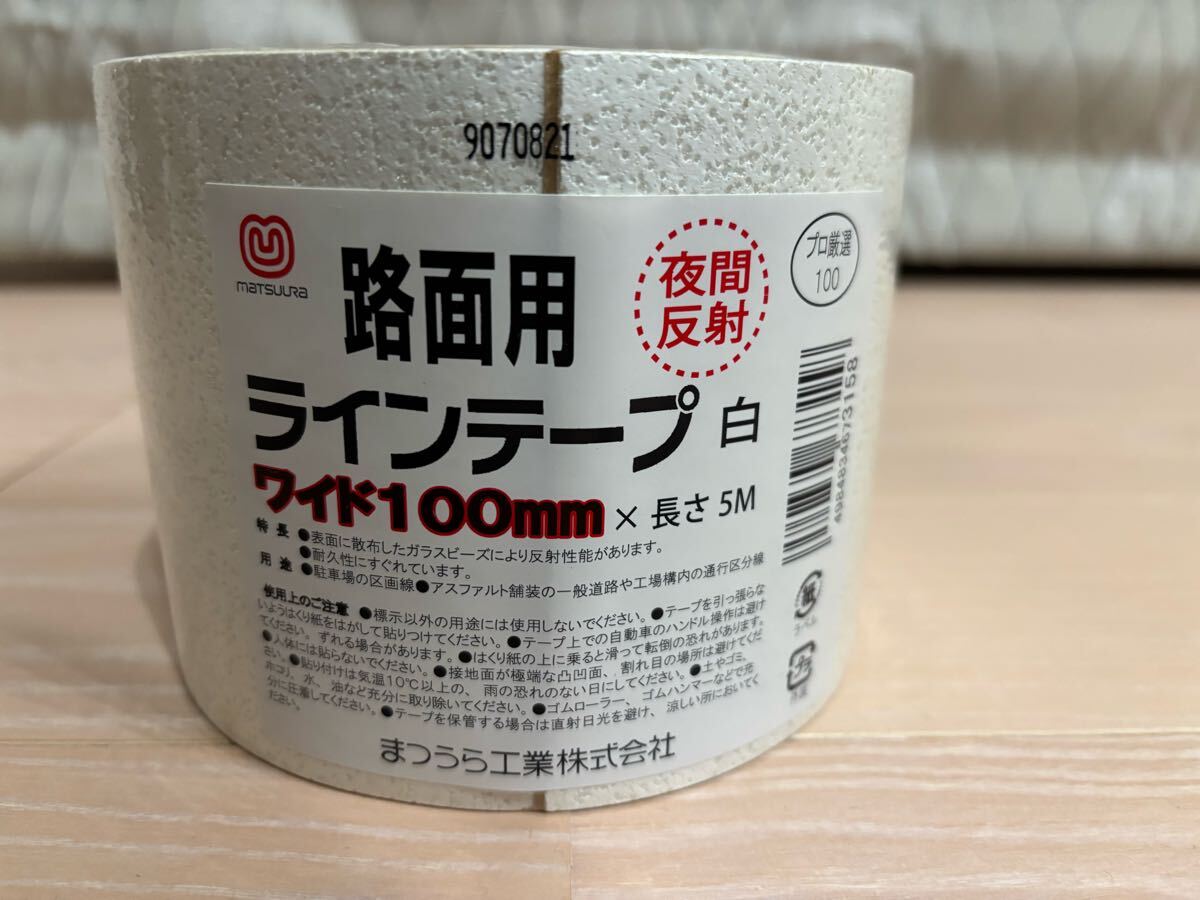 9070821
matsuura
路面用
夜間
反射
プロ厳選
100
ラインテープ 白
ワイド100mm × 長さ 5M
特長 ●表面に散布したガラスビーズにより反射性能があります。
●耐久性にすぐれています。
用途 ●駐車場の区画線●アスファルト舗装の一般道路や工場構内の通行区分線
使用上のご注意 ●標示以外の用途には使用しないでください。●テープを引っ張らな
いようはくり紙をはがして貼りつけてください。●テープ上での自動車のハンドル操作は避け
てください。ずれる場合があります。●はくり紙の上に乗ると滑って転倒の恐れがあります。
●人体には貼らないでください。●接地面が極端な凸凹面、割れ目の場所は避けてくだ
さい。●貼り付けは気温10℃以上の、雨の恐れのない日にしてください。●土やゴミ、
ホコリ、水、油など充分に取り除いてください。●ゴムローラー、ゴムハンマーなどで充
分に圧着してください。●テープを保管する場合は直射日光を避け、涼しい所においてく
ださい。
まつうら工業株式会社
4984834673158
紙
ラベル